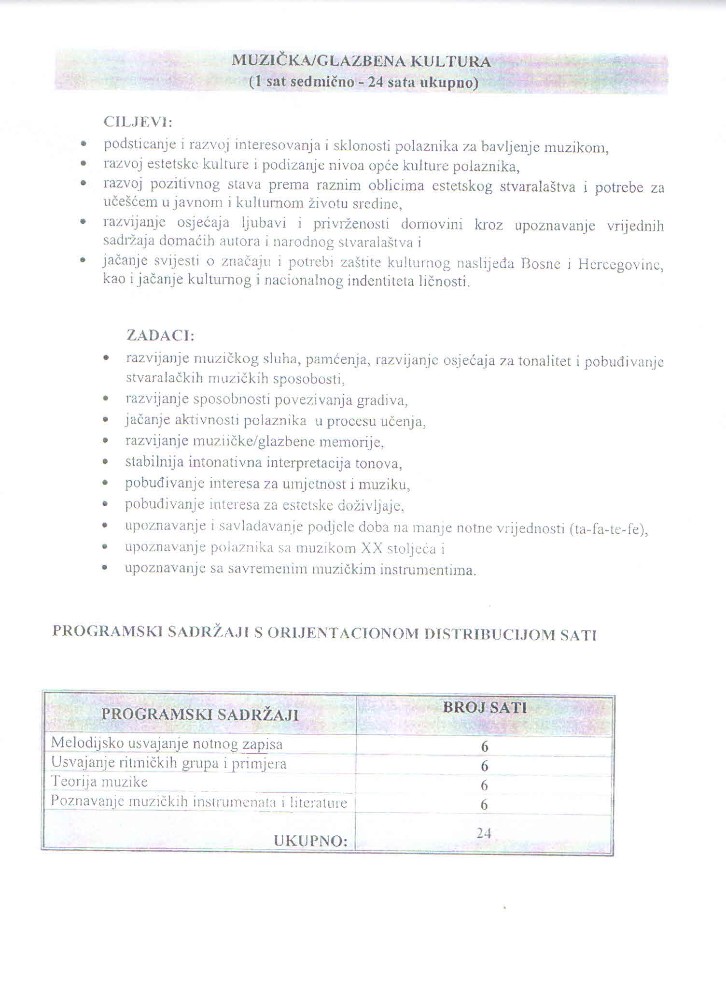 MUZIČKA/GLAZBENA KULTURA
(1 sat sedmično - 24 sata ukupno)
CILJEVI:
• podsticanje i razvoj interesovanja i sklonosti polaznika za bavljenje muzikom,
• razvoj estetske kulture i podizanje nivoa opće kulture polaznika,
• razvoj pozitivnog stava prema raznim oblicima estetskog stvaralaštva i potrebe za
učešćem u javnom i kulturnom životu sredine,
• razvijanje osjećaja ljubavi i privrženosti domovini kroz upoznavanje vrijednih
sadržaja domaćih autora i narodnog stvaralaštva i
• jačanje svijesti o značaju i potrebi zaštite kulturnog naslijeđa Bosne i Hercegovine,
kao i jačanje kulturnog i nacionalnog indentiteta ličnosti.
ZADACI:
• razvijanje muzičkog sluha, pamćenja, razvijanje osjećaja za tonalitet i pobuđivanje
stvaralačkih muzičkih sposobosti,
• razvijanje sposobnosti povezivanja gradiva,
• jačanje aktivnosti polaznika u procesu učenja,
• razvijanje muziičke/glazbene memorije,
• stabilnija intonativna interpretacija tonova,
• pobuđivanje interesa za umjetnost i muziku,
• pobuđivanje interesa za estetske doživljaje,
• upoznavanje i savladavanje podjele doba na manje notne vrijednosti (ta-fa-te-fe),
• upoznavanje polaznika sa muzikom XX stoljeća i
• upoznavanje sa savremenim muzičkim instrumentima.
PROGRAMSKI SADRŽAJI S ORIJENTACIONOM DISTRIBUCIJOM SATI
PROGRAMSKI SADRŽAJI BROJ SATI
Melodijsko usvajanje notnog zapisa 6
Usvajanje ritmičkih grupa i primjera 6
Teorija muzike 6
Poznavanje muzičkih instrumenata i literature 6
UKUPNO: 24